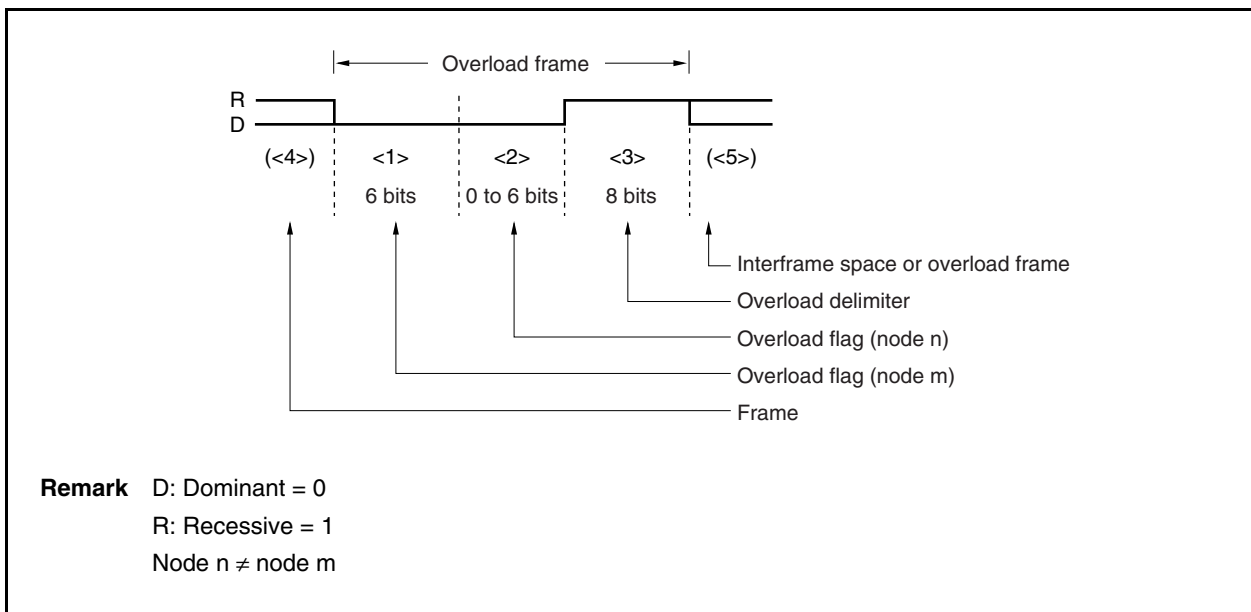 Overload frame
R
D
(<4>) <1> <2> <3> (<5>)
6 bits 0 to 6 bits 8 bits
Interframe space or overload frame
Overload delimiter
Overload flag (node n)
Overload flag (node m)
Frame
Remark D: Dominant = 0
R: Recessive = 1
Node n ≠ node m